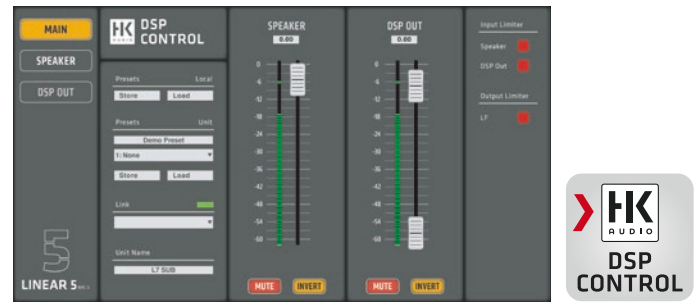 MAIN
SPEAKER
DSP OUT
HK
AUDIO
DSP
CONTROL
Presets Local
Store Load
Presets Unit
Demo Preset
1: None
Store Load
Link
Unit Name
L7 SUB
5
LINEAR 5
SPEAKER
0.00
0
-6
-12
-18
-24
-30
-36
-42
-48
-54
-60
MUTE INVERT
DSP OUT
0.00
0
-6
-12
-18
-24
-30
-36
-42
-48
-54
-60
MUTE INVERT
Input Limiter
Speaker
DSP Out
Output Limiter
LF
HK
AUDIO
DSP
CONTROL